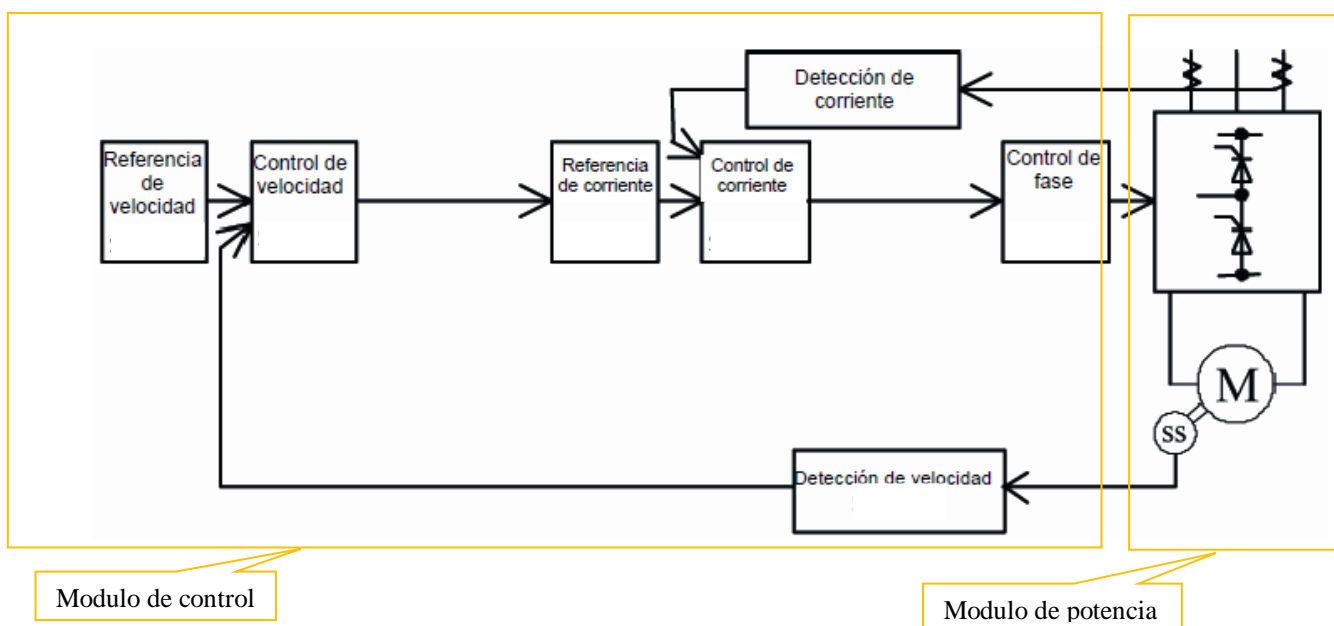 Detección de
corriente
Referencia
de
velocidad
Control de
velocidad
Referencia
de corriente
Control de
corriente
Control de
fase
M
SS
Detección de velocidad
Modulo de control
Modulo de potencia